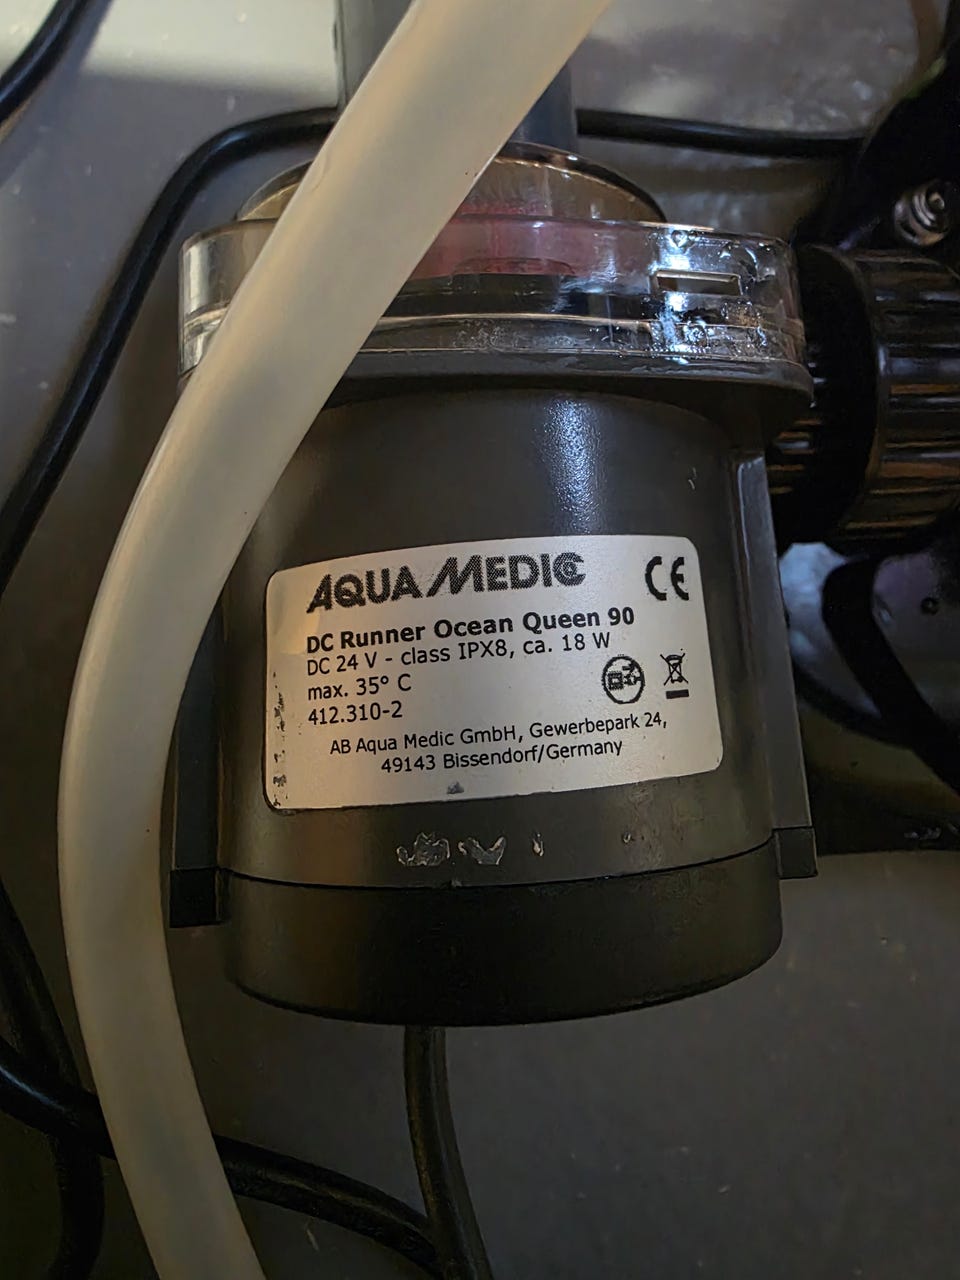 AQUA MEDIC
CE
DC Runner Ocean Queen 90
DC 24 V - class IPX8, ca. 18 W
max. 35° C
412.310-2
AB Aqua Medic GmbH, Gewerbepark 24,
49143 Bissendorf/Germany